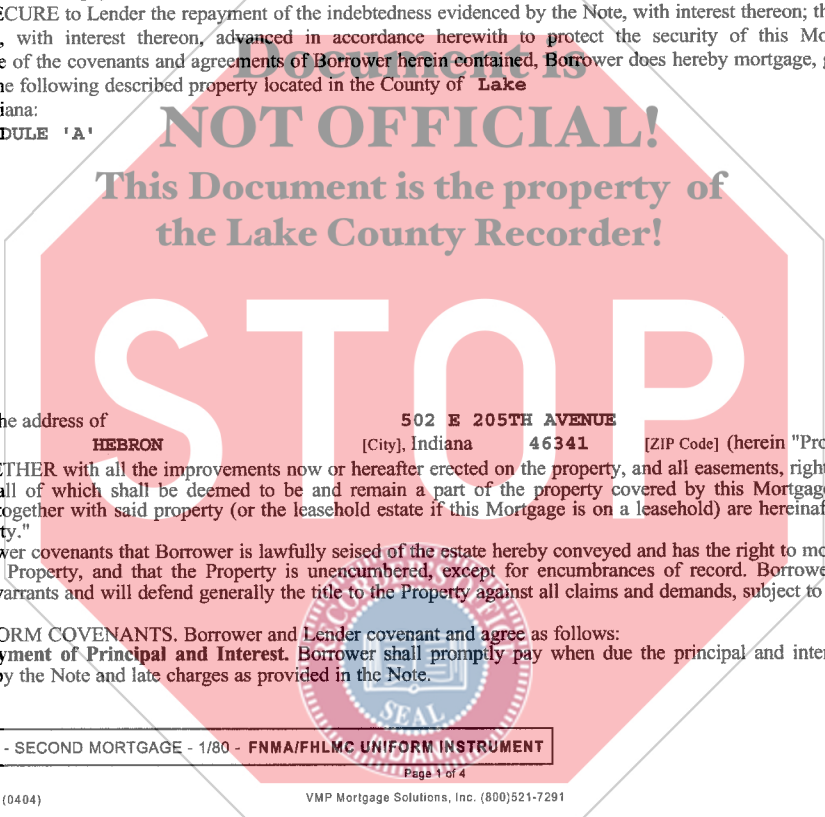 ECURE to Lender the repayment of the indebtedness evidenced by the Note, with interest thereon; th
, with interest thereon, advanced in accordance herewith to protect the security of this Mo
e of the covenants and agreements of Borrower herein contained, Borrower does hereby mortgage, g
Document is
he following described property located in the County of Lake
iana:
DULE 'A'
NOT OFFICIAL!
This Document is the property of
the Lake County Recorder!
STOP
he address of 502 E 205TH AVENUE
HEBRON [City], Indiana 46341 [ZIP Code] (herein "Pro
ETHER with all the improvements now or hereafter erected on the property, and all easements, right
all of which shall be deemed to be and remain a part of the property covered by this Mortgag
ogether with said property (or the leasehold estate if this Mortgage is on a leasehold) are hereinaf
ty."
wer covenants that Borrower is lawfully seised of the estate hereby conveyed and has the right to mo
Property, and that the Property is unencumbered, except for encumbrances of record. Borrowe
arrants and will defend generally the title to the Property against all claims and demands, subject to
ORM COVENANTS. Borrower and Lender covenant and agree as follows:
yment of Principal and Interest. Borrower shall promptly pay when due the principal and inter
by the Note and late charges as provided in the Note.
SEAL
INDIANA
- SECOND MORTGAGE - 1/80 - FNMA/FHLMC UNIFORM INSTRUMENT
Page 1 of 4
(0404) VMP Mortgage Solutions, Inc. (800)521-7291